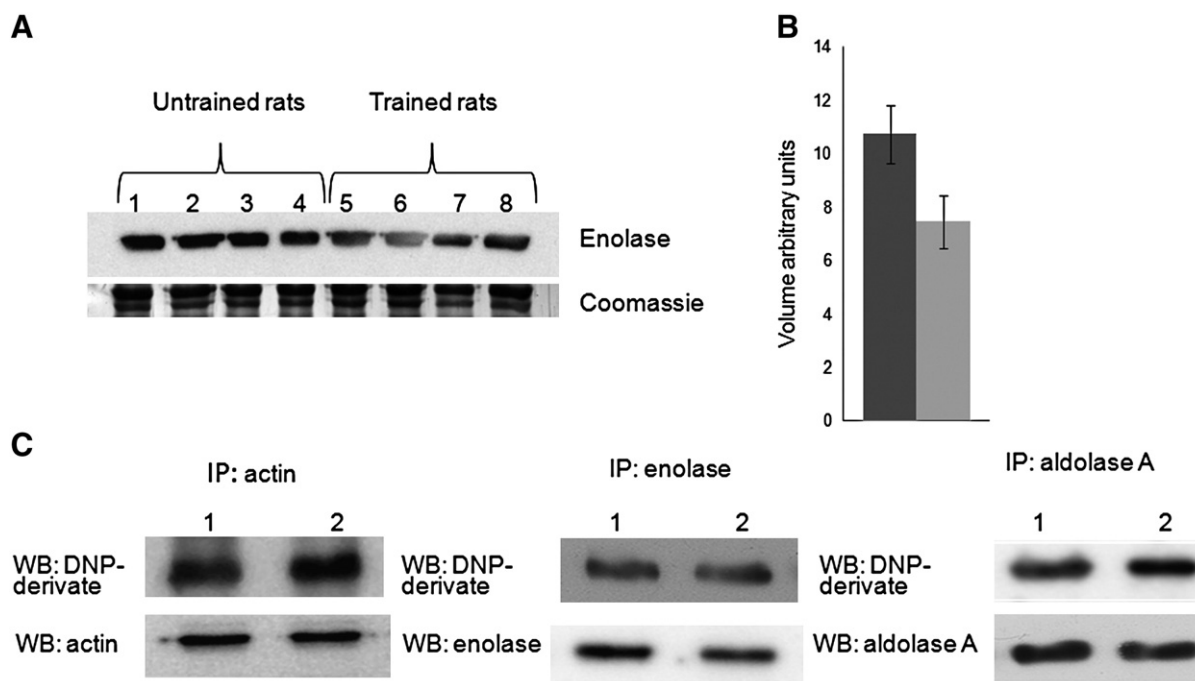 A
Untrained rats Trained rats
1 2 3 4 5 6 7 8
Enolase
Coomassie
B
14
12
10
8
6
4
2
0
Volume arbitrary units
C
IP: actin
1 2
WB: DNP-
derivate
WB: actin
IP: enolase
1 2
WB: DNP-
derivate
WB: enolase
IP: aldolase A
1 2
WB: DNP-
derivate
WB: aldolase A